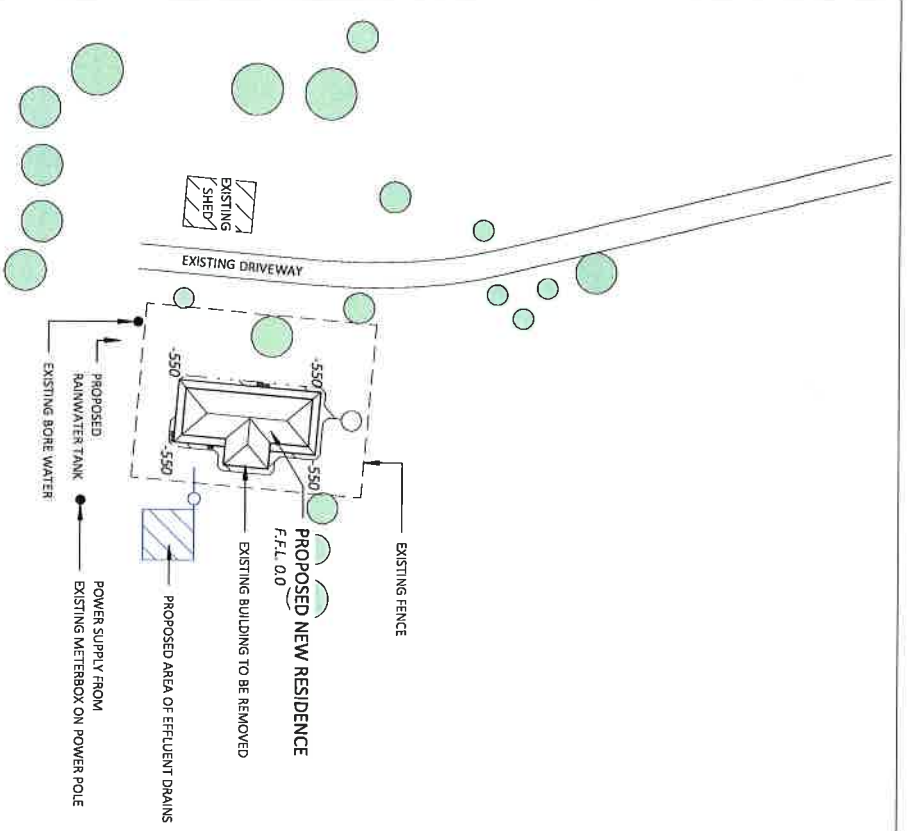 EXISTING
SHED
EXISTING DRIVEWAY
-550
-550
-550
-550
EXISTING FENCE
PROPOSED NEW RESIDENCE
F.F.L. 0.0
EXISTING BUILDING TO BE REMOVED
PROPOSED AREA OF EFFLUENT DRAINS
POWER SUPPLY FROM
EXISTING METERBOX ON POWER POLE
PROPOSED
RAINWATER TANK
EXISTING BORE WATER